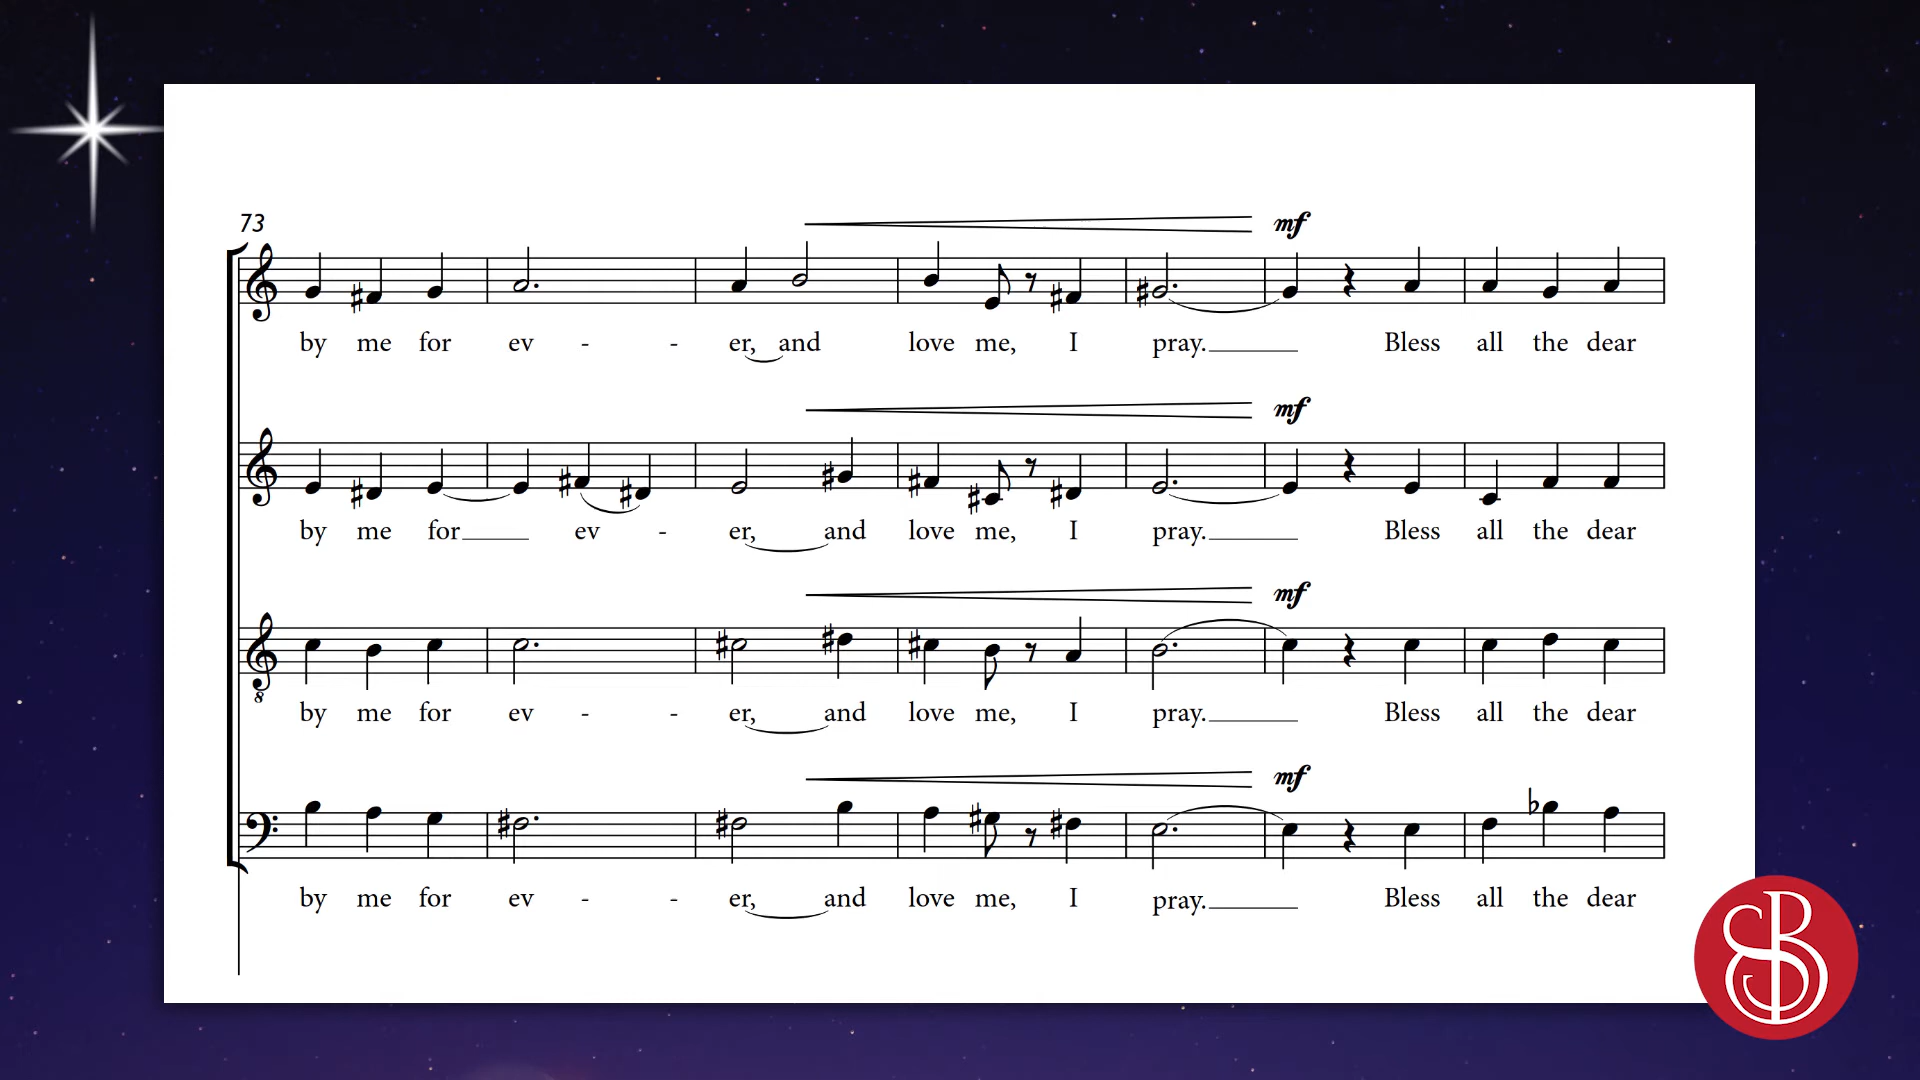 73
mf
by me for ev - - er, and love me, I pray. Bless all the dear
mf
by me for ev - er, and love me, I pray. Bless all the dear
mf
8
by me for ev - - er, and love me, I pray. Bless all the dear
mf
by me for ev - - er, and love me, I pray. Bless all the dear